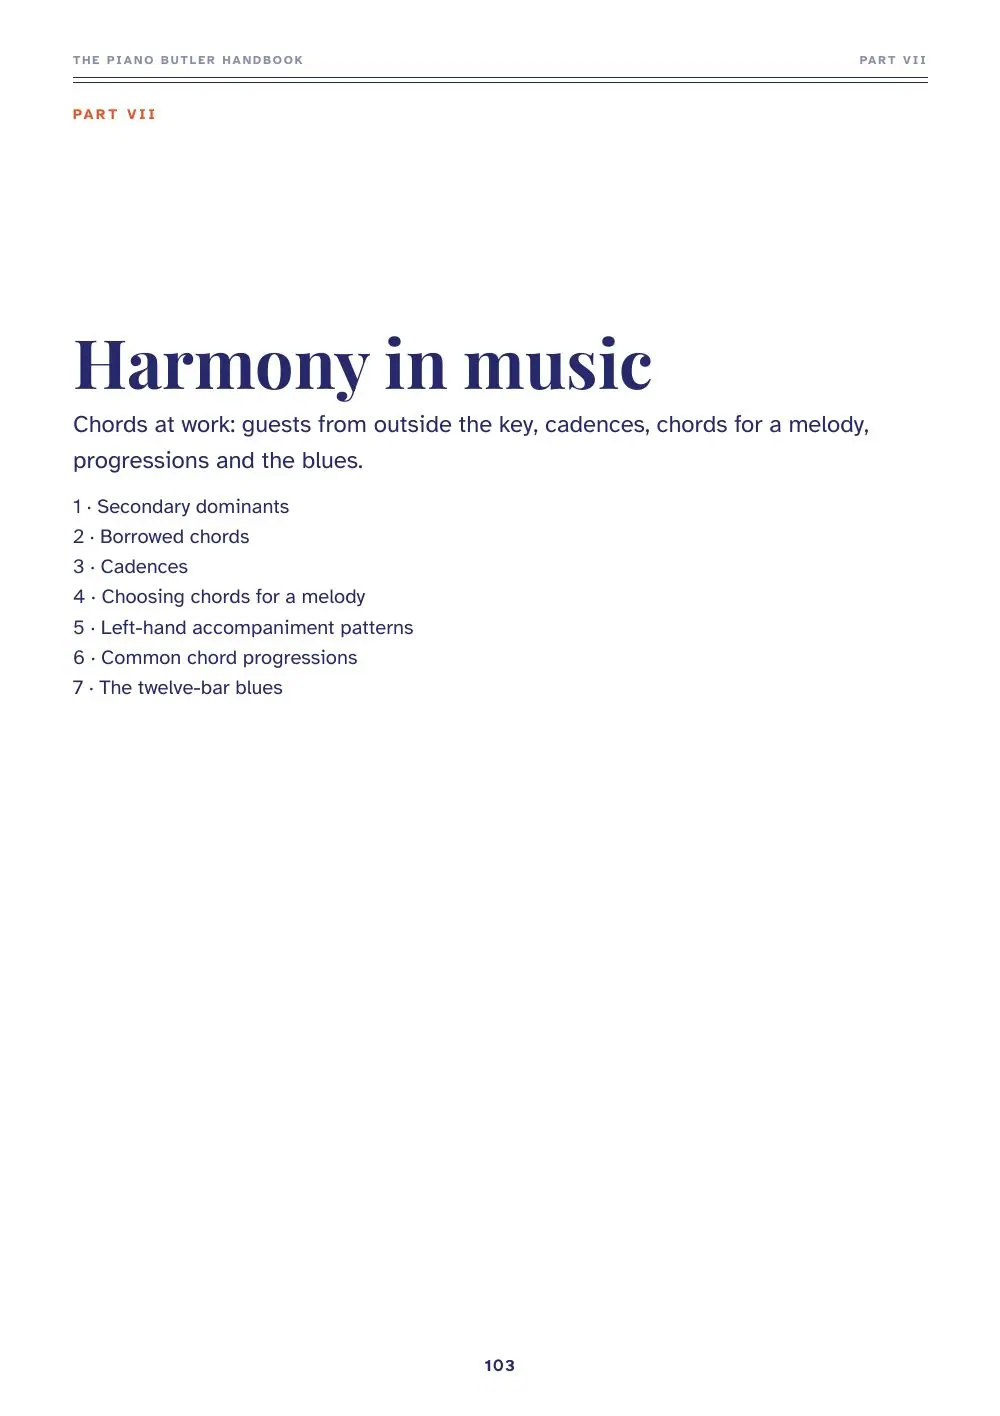 THE PIANO BUTLER HANDBOOK
PART VII
PART VII
Harmony in music
Chords at work: guests from outside the key, cadences, chords for a melody,
progressions and the blues.
1 · Secondary dominants
2 · Borrowed chords
3 · Cadences
4 · Choosing chords for a melody
5 · Left-hand accompaniment patterns
6 · Common chord progressions
7 · The twelve-bar blues
103